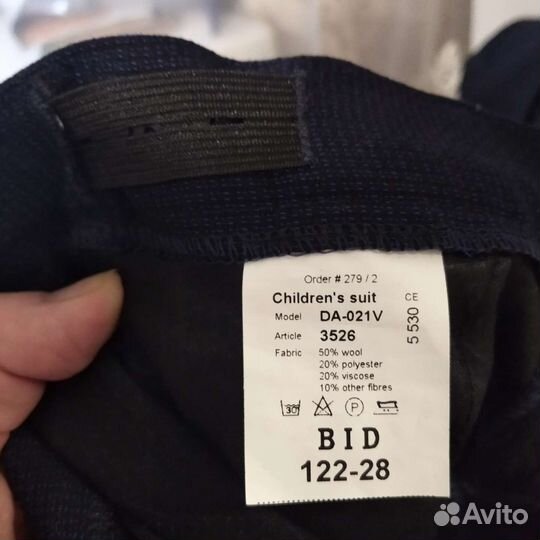 Order # 279 / 2
Children's suit
Model DA-021V
Article 3526
Fabric 50% wool
20% polyester
20% viscose
10% other fibres
CE
5 530
30
P
BID
122-28
Avito